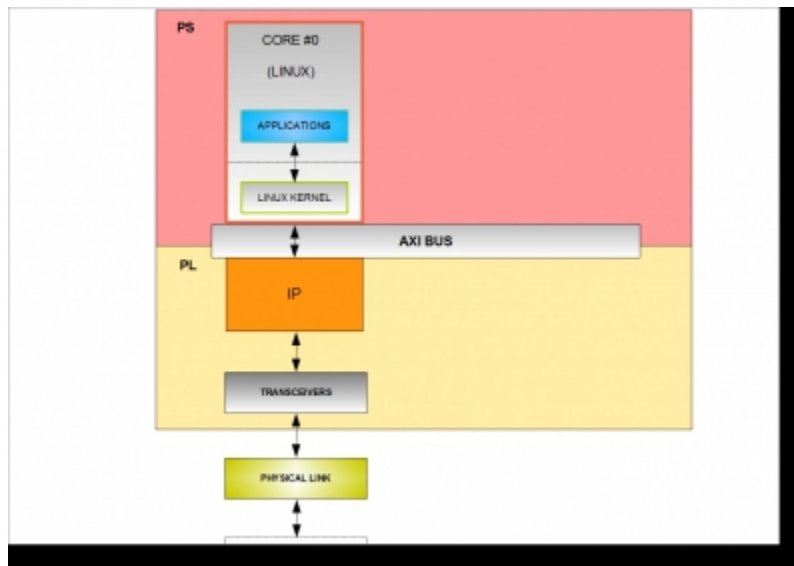 PS
CORE #0
(LINUX)
APPLICATIONS
LINUX KERNEL
AXI BUS
PL
IP
TRANSCEIVERS
PHYSICAL LINK